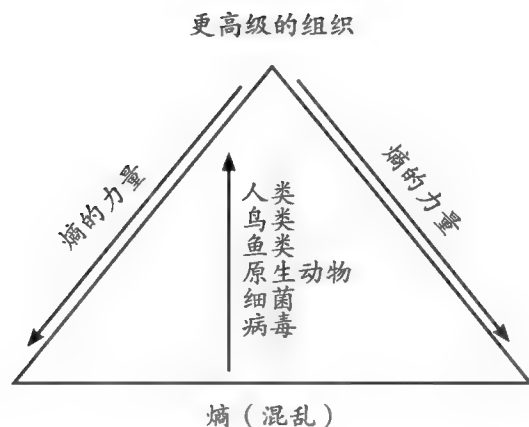 更高级的组织
熵的力量
熵的力量
人类
鸟类
鱼类
原生动物
细菌
病毒
熵（混乱）